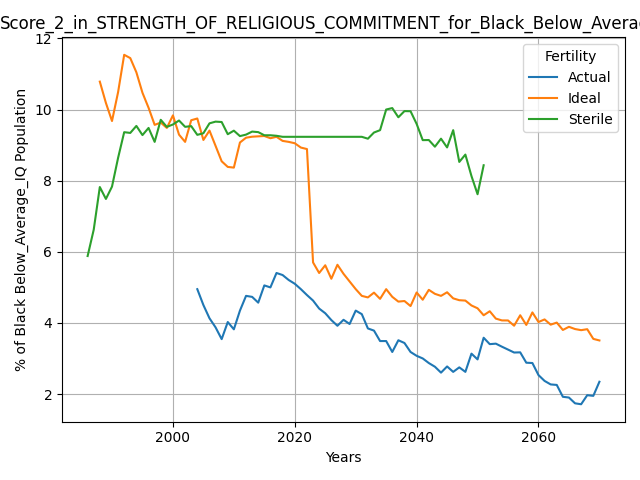 Score_2_in_STRENGTH_OF_RELIGIOUS_COMMITMENT_for_Black_Below_Avera
12
10
8
6
4
2
% of Black Below_Average_IQ Population
Fertility
Actual
Ideal
Sterile
2000
2020
2040
2060
Years